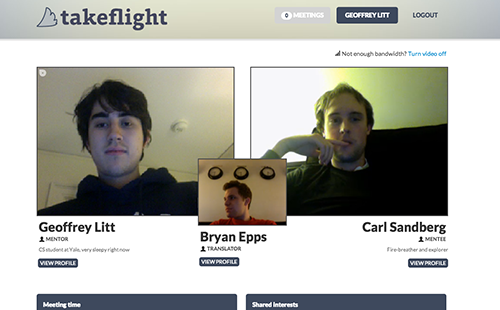 takeflight
0 MEETINGS
GEOFFREY LITT
LOGOUT
Not enough bandwidth? Turn video off
Geoffrey Litt
MENTOR
CS student at Yale, very sleepy right now
VIEW PROFILE
Bryan Epps
TRANSLATOR
VIEW PROFILE
Carl Sandberg
MENTEE
Fire-breather and explorer
VIEW PROFILE
Meeting time
Shared interests